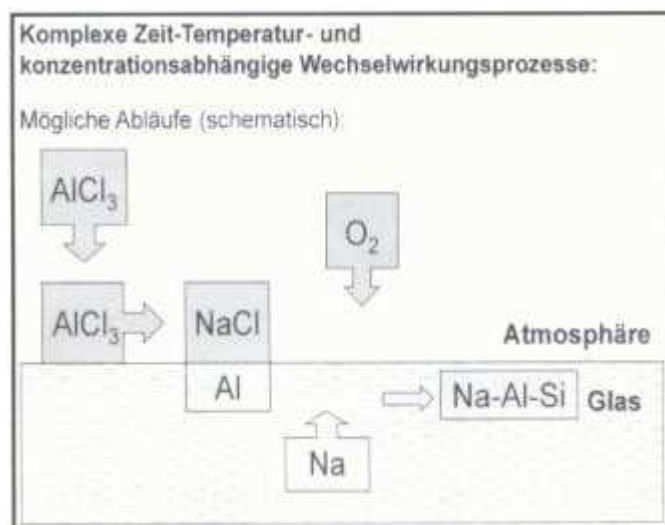 Komplexe Zeit-Temperatur- und
konzentrationsabhängige Wechselwirkungsprozesse:
Mögliche Abläufe (schematisch):
AlCl₃
O₂
AlCl₃
NaCl
Atmosphäre
Al
Na-Al-Si
Glas
Na